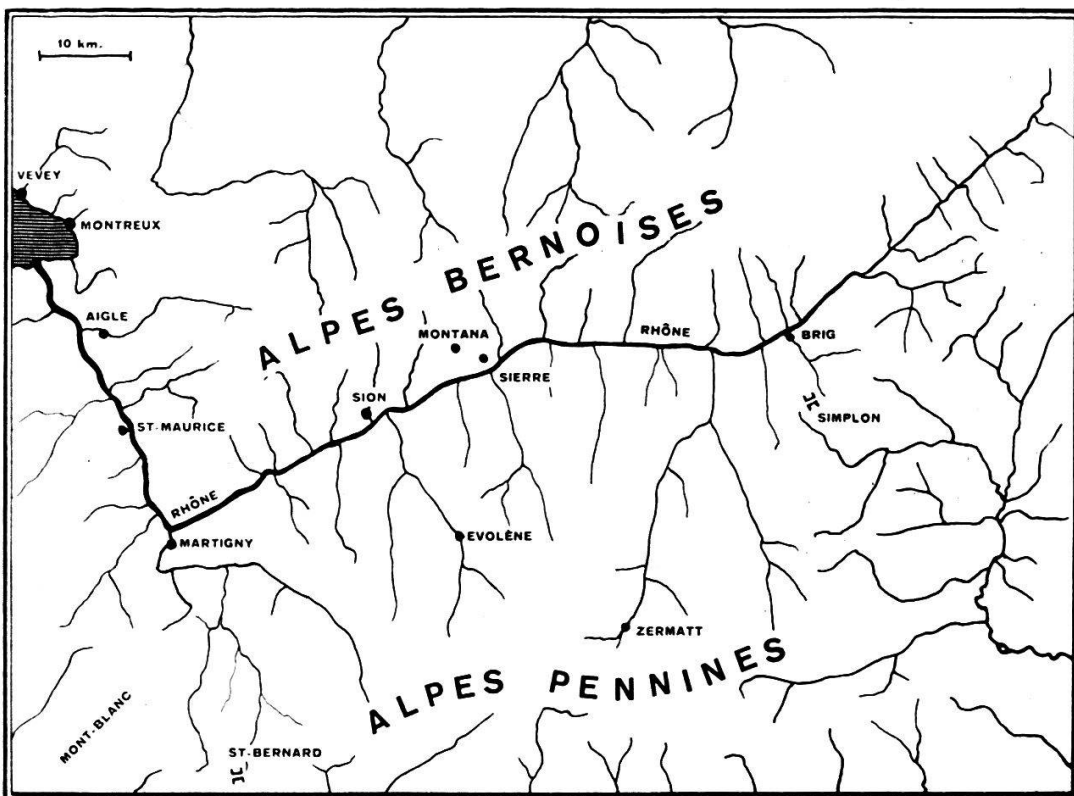 10 km.
VEVEY
MONTREUX
AIGLE
ALPES BERNOISES
MONTANA
RHÔNE
BRIG
SIERRE
SION
SIMPLON
ST-MAURICE
RHÔNE
MARTIGNY
EVOLÈNE
ZERMATT
ALPES PENNINES
MONT-BLANC
ST-BERNARD